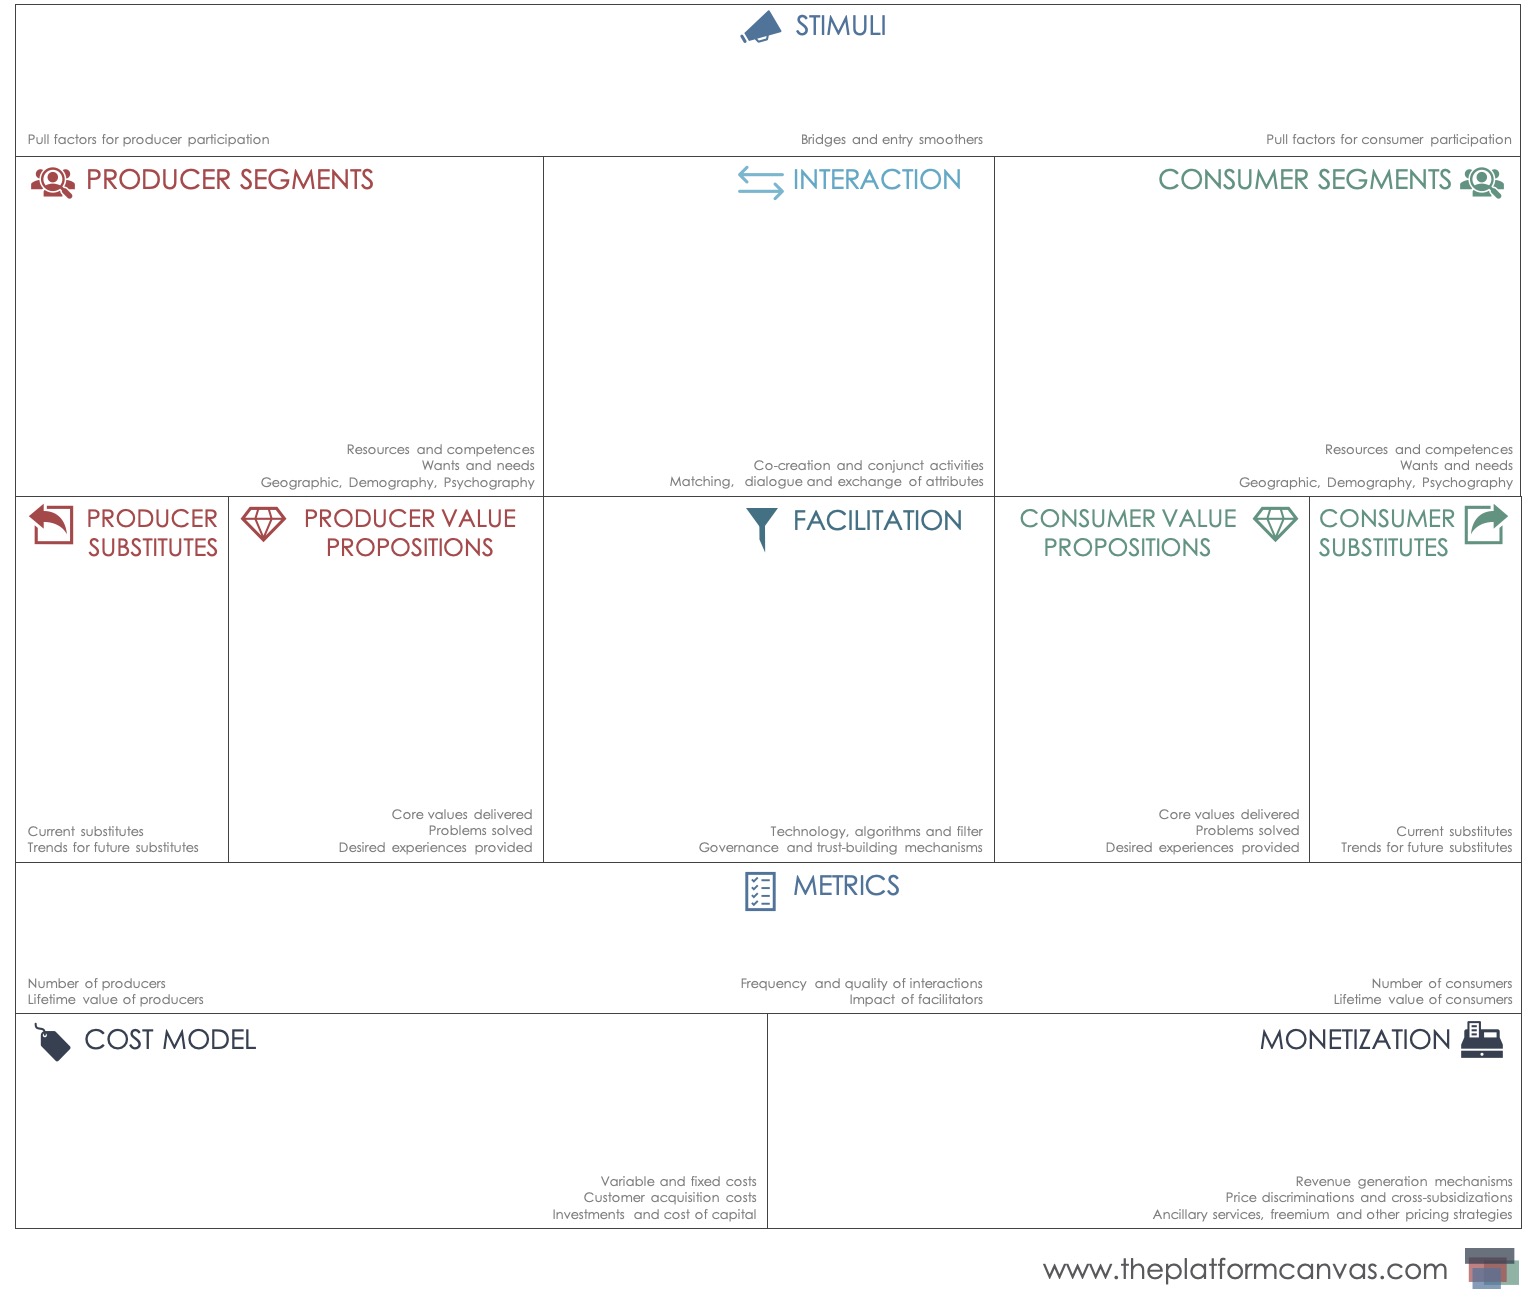 STIMULI
Pull factors for producer participation
Bridges and entry smoothers
Pull factors for consumer participation
PRODUCER SEGMENTS
Resources and competences
Wants and needs
Geographic, Demography, Psychography
INTERACTION
Co-creation and conjunct activities
Matching, dialogue and exchange of attributes
CONSUMER SEGMENTS
Resources and competences
Wants and needs
Geographic, Demography, Psychography
PRODUCER
SUBSTITUTES
Current substitutes
Trends for future substitutes
PRODUCER VALUE
PROPOSITIONS
Core values delivered
Problems solved
Desired experiences provided
FACILITATION
Technology, algorithms and filter
Governance and trust-building mechanisms
CONSUMER VALUE
PROPOSITIONS
Core values delivered
Problems solved
Desired experiences provided
CONSUMER
SUBSTITUTES
Current substitutes
Trends for future substitutes
METRICS
Number of producers
Lifetime value of producers
Frequency and quality of interactions
Impact of facilitators
Number of consumers
Lifetime value of consumers
COST MODEL
Variable and fixed costs
Customer acquisition costs
Investments and cost of capital
MONETIZATION
Revenue generation mechanisms
Price discriminations and cross-subsidizations
Ancillary services, freemium and other pricing strategies
www.theplatformcanvas.com